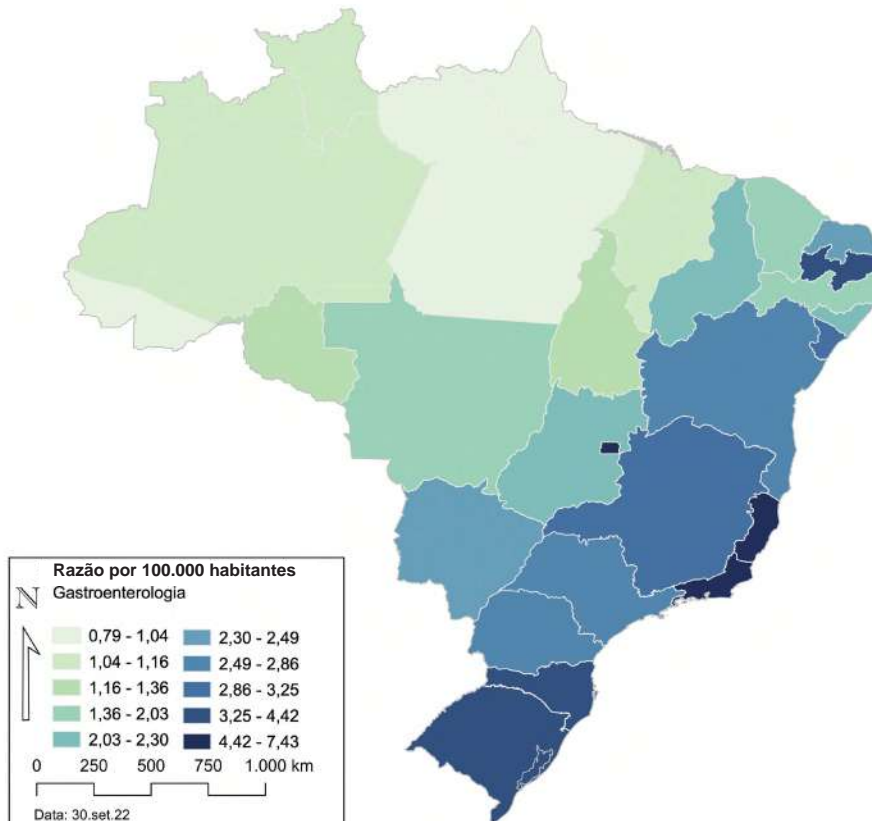 Razão por 100.000 habitantes
N Gastroenterologia
0,79 - 1,04
1,04 - 1,16
1,16 - 1,36
1,36 - 2,03
2,03 - 2,30
2,30 - 2,49
2,49 - 2,86
2,86 - 3,25
3,25 - 4,42
4,42 - 7,43
0 250 500 750 1.000 km
Data: 30.set.22